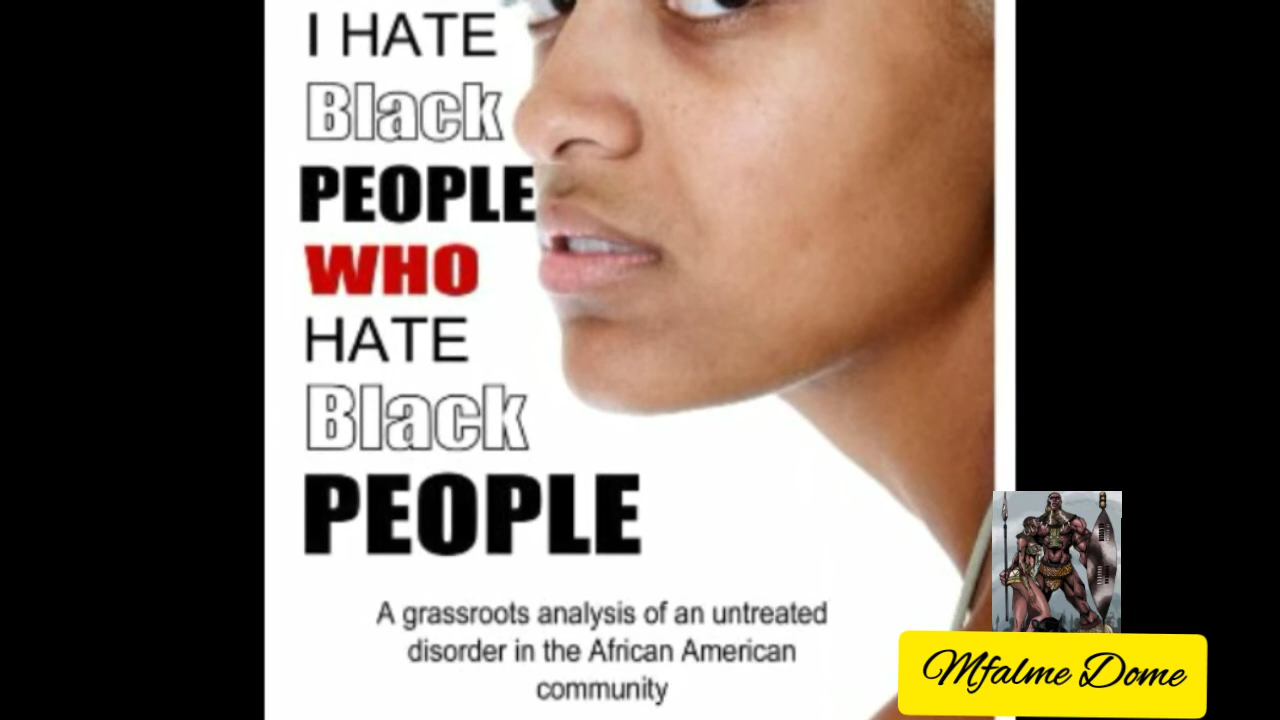 I HATE
Black
PEOPLE
WHO
HATE
Black
PEOPLE
A grassroots analysis of an untreated
disorder in the African American
community
Mfalme Dome